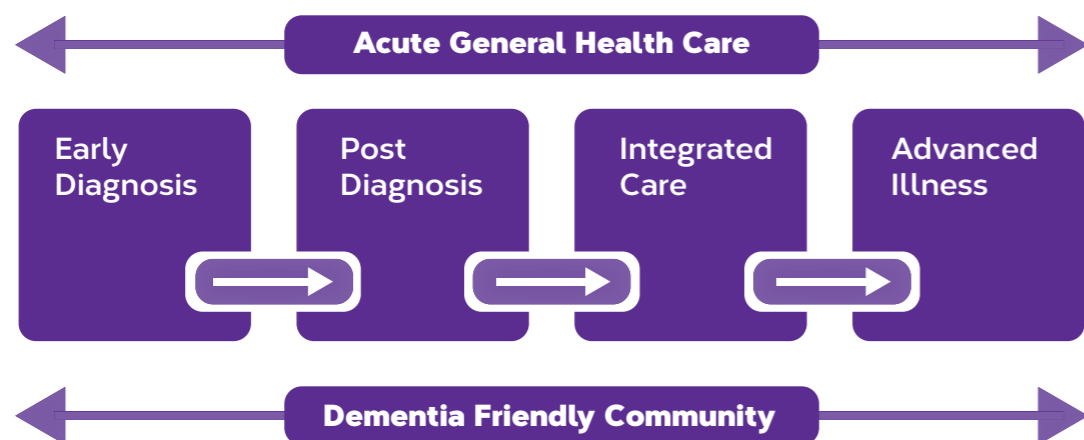 Acute General Health Care
Early
Diagnosis
Post
Diagnosis
Integrated
Care
Advanced
Illness
Dementia Friendly Community